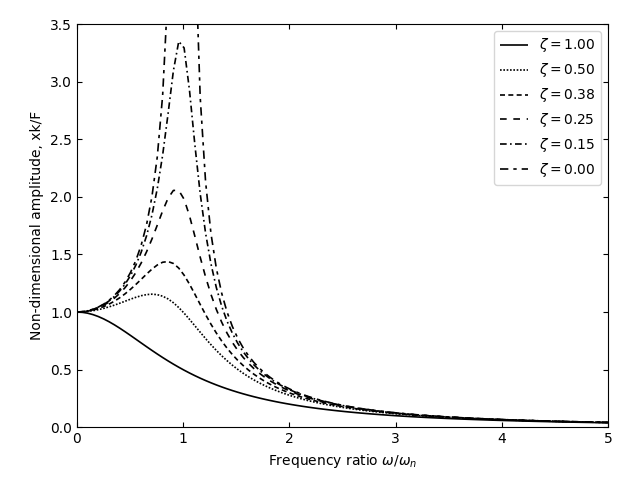 3.5
3.0
2.5
2.0
1.5
1.0
0.5
0.0
Non-dimensional amplitude, xk/F
ζ = 1.00
ζ = 0.50
ζ = 0.38
ζ = 0.25
ζ = 0.15
ζ = 0.00
0 1 2 3 4 5
Frequency ratio ω/ωₙ